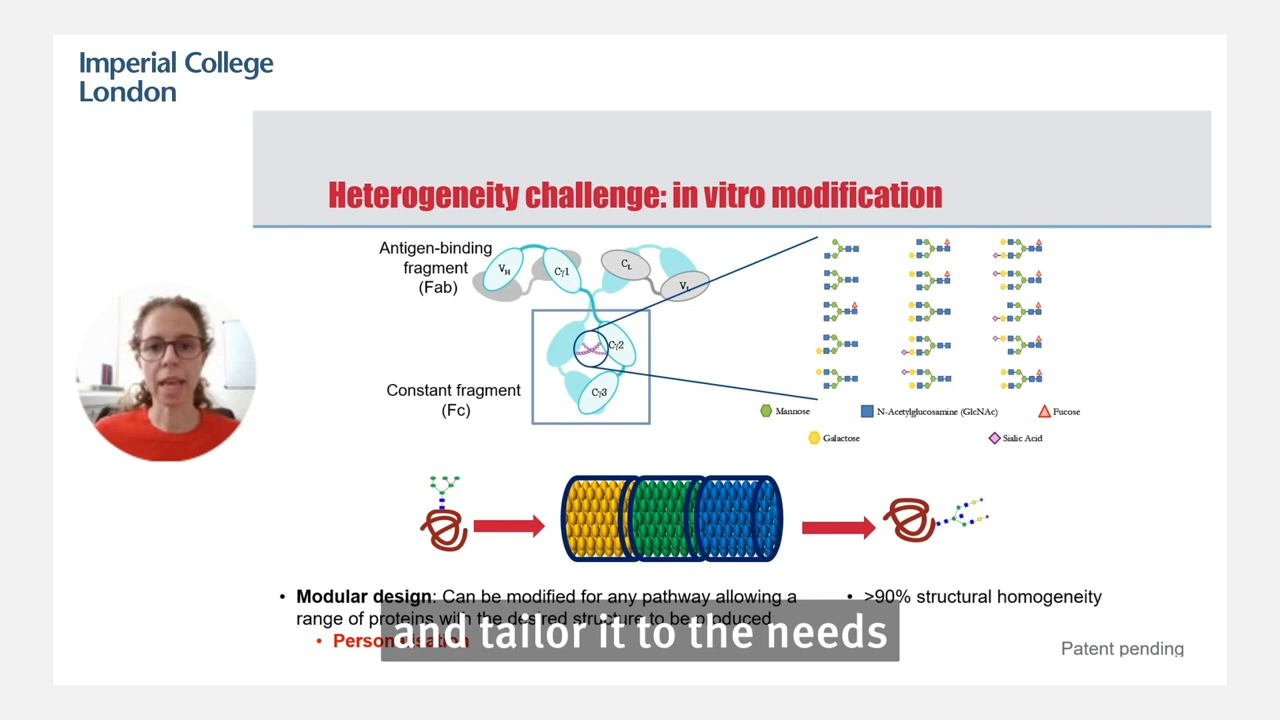 Imperial College
London
Heterogeneity challenge: in vitro modification
Antigen-binding
fragment
(Fab)
VH
Cγ1
CL
VL
Cγ2
Constant fragment
(Fc)
Cγ3
Mannose
N-Acetylglucosamine (GlcNAc)
Fucose
Galactose
Sialic Acid
• Modular design: Can be modified for any pathway allowing a
range of proteins with the desired structure to be produced
• Personalisation
• >90% structural homogeneity
and tailor it to the needs
Patent pending